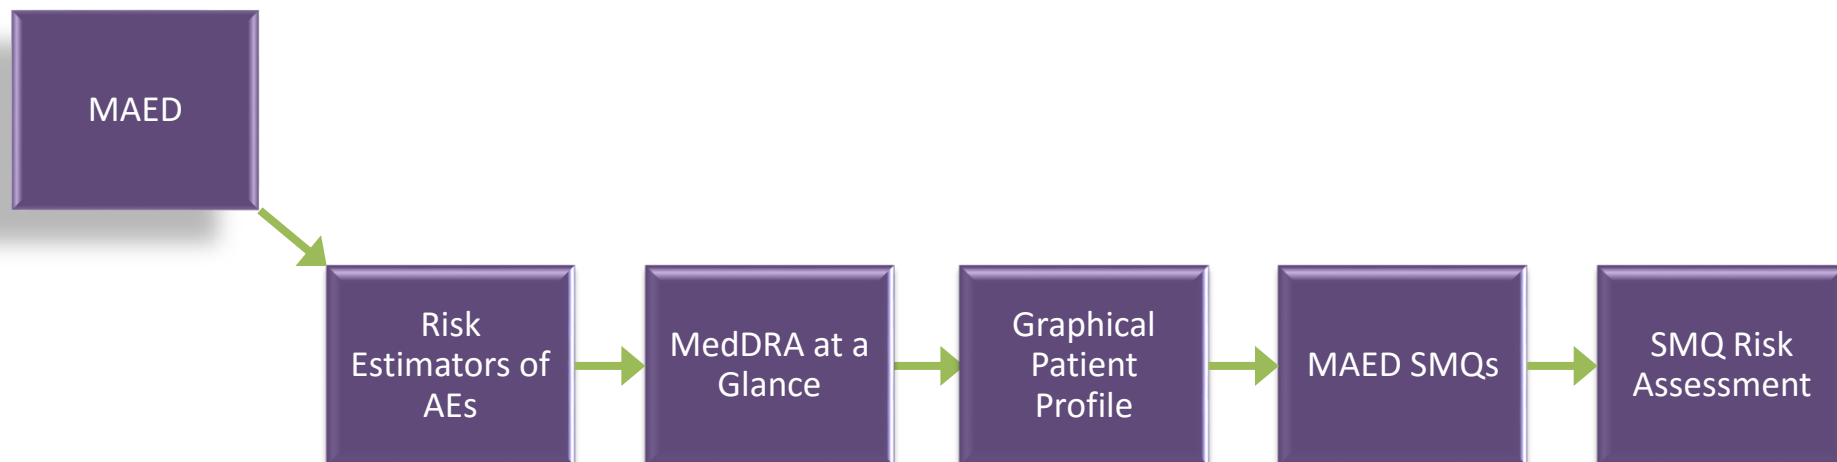 MAED
Risk
Estimators of
AEs
MedDRA at a
Glance
Graphical
Patient
Profile
MAED SMQs
SMQ Risk
Assessment